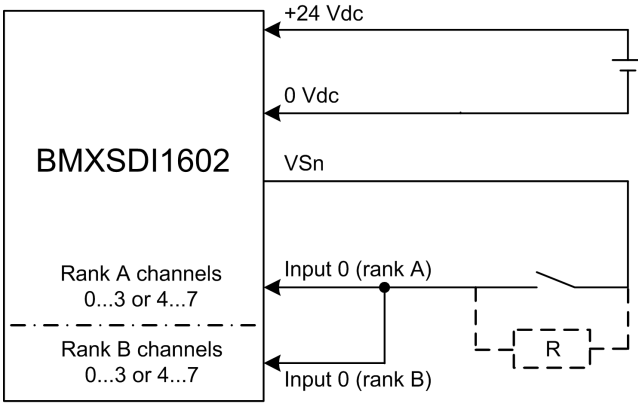 +24 Vdc
0 Vdc
BMXSDI1602
VSn
Rank A channels
0...3 or 4...7
Input 0 (rank A)
Rank B channels
0...3 or 4...7
Input 0 (rank B)
R